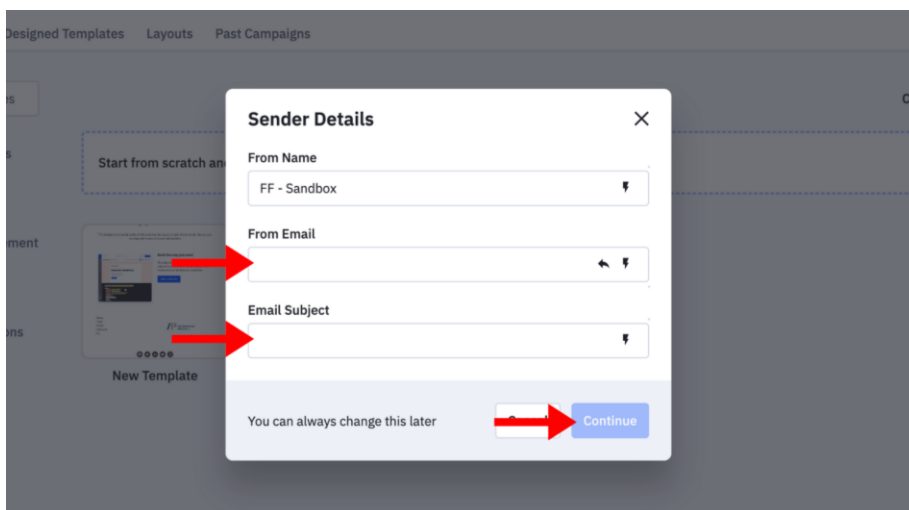 Designed Templates Layouts Past Campaigns
Sender Details
From Name
Start from scratch an
FF - Sandbox
From Email
Email Subject
New Template
You can always change this later
Continue